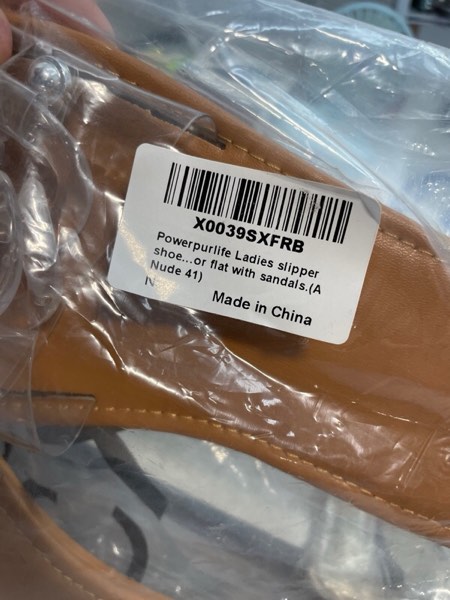 X0039SXFRB
Powerpurlife Ladies slipper
shoe...or flat with sandals.(A
Nude 41)
N
Made in China